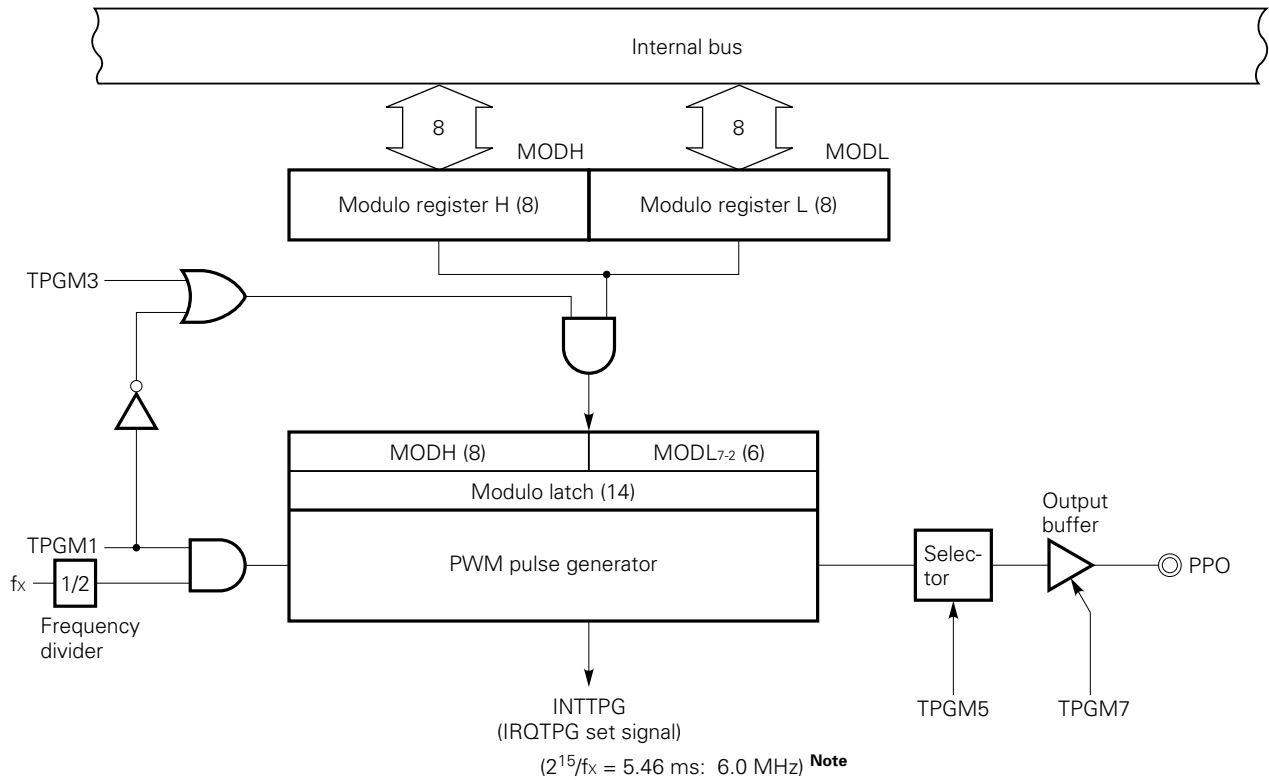 Internal bus
8
8
MODH
MODL
Modulo register H (8)
Modulo register L (8)
TPGM3
MODH (8)
MODL7-2 (6)
Modulo latch (14)
TPGM1
fx
1/2
Frequency
divider
PWM pulse generator
Selec-
tor
Output
buffer
PPO
TPGM5
TPGM7
INTTPG
(IRQTPG set signal)
(2^15/fx = 5.46 ms: 6.0 MHz) Note